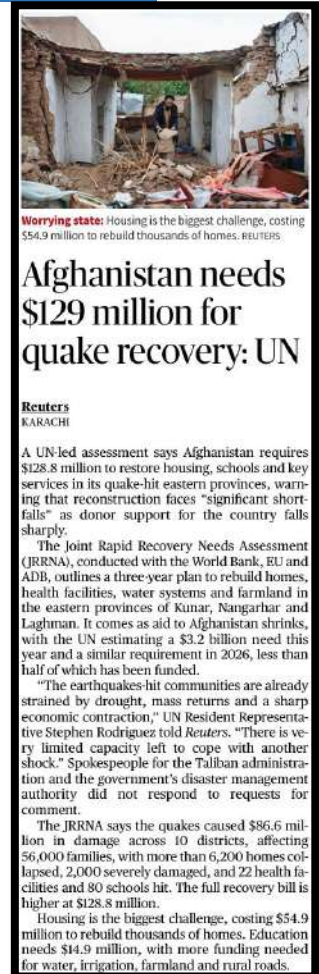 Worrying state: Housing is the biggest challenge, costing
$54.9 million to rebuild thousands of homes. REUTERS
Afghanistan needs
$129 million for
quake recovery: UN
Reuters
KARACHI
A UN-led assessment says Afghanistan requires
$128.8 million to restore housing, schools and key
services in its quake-hit eastern provinces, warn-
ing that reconstruction faces “significant short-
falls” as donor support for the country falls
sharply.
The Joint Rapid Recovery Needs Assessment
(JRRNA), conducted with the World Bank, EU and
ADB, outlines a three-year plan to rebuild homes,
health facilities, water systems and farmland in
the eastern provinces of Kunar, Nangarhar and
Laghman. It comes as aid to Afghanistan shrinks,
with the UN estimating a $3.2 billion need this
year and a similar requirement in 2026, less than
half of which has been funded.
“The earthquakes-hit communities are already
strained by drought, mass returns and a sharp
economic contraction,” UN Resident Representa-
tive Stephen Rodriguez told Reuters. “There is ve-
ry limited capacity left to cope with another
shock.” Spokespeople for the Taliban administra-
tion and the government’s disaster management
authority did not respond to requests for
comment.
The JRRNA says the quakes caused $86.6 mil-
lion in damage across 10 districts, affecting
56,000 families, with more than 6,200 homes col-
lapsed, 2,000 severely damaged, and 22 health fa-
cilities and 80 schools hit. The full recovery bill is
higher at $128.8 million.
Housing is the biggest challenge, costing $54.9
million to rebuild thousands of homes. Education
needs $14.9 million, with more funding needed
for water, irrigation, farmland and rural roads.